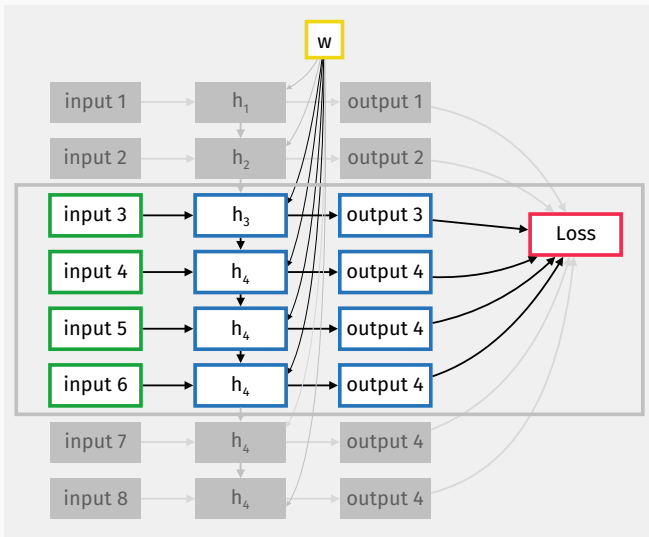 w
input 1 h₁ output 1
input 2 h₂ output 2
input 3 h₃ output 3
Loss
input 4 h₄ output 4
input 5 h₄ output 4
input 6 h₄ output 4
input 7 h₄ output 4
input 8 h₄ output 4